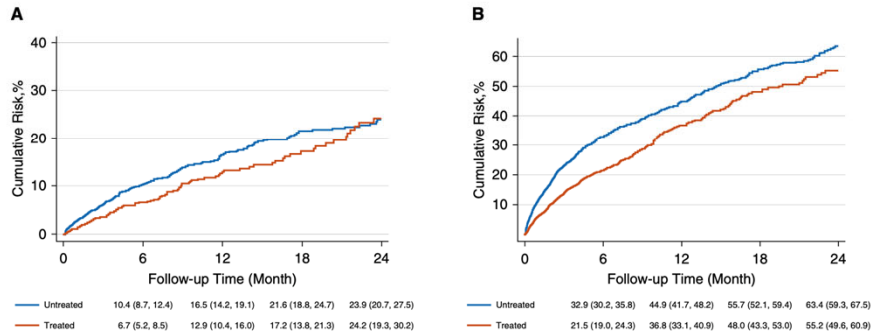 A
B
Cumulative Risk,%
40
30
20
10
0
0 6 12 18 24
Follow-up Time (Month)
Untreated 10.4 (8.7, 12.4) 16.5 (14.2, 19.1) 21.6 (18.8, 24.7) 23.9 (20.7, 27.5)
Treated 6.7 (5.2, 8.5) 12.9 (10.4, 16.0) 17.2 (13.8, 21.3) 24.2 (19.3, 30.2)
Cumulative Risk,%
60
50
40
30
20
10
0 6 12 18 24
Follow-up Time (Month)
Untreated 32.9 (30.2, 35.8) 44.9 (41.7, 48.2) 55.7 (52.1, 59.4) 63.4 (59.3, 67.5)
Treated 21.5 (19.0, 24.3) 36.8 (33.1, 40.9) 48.0 (43.3, 53.0) 55.2 (49.6, 60.9)